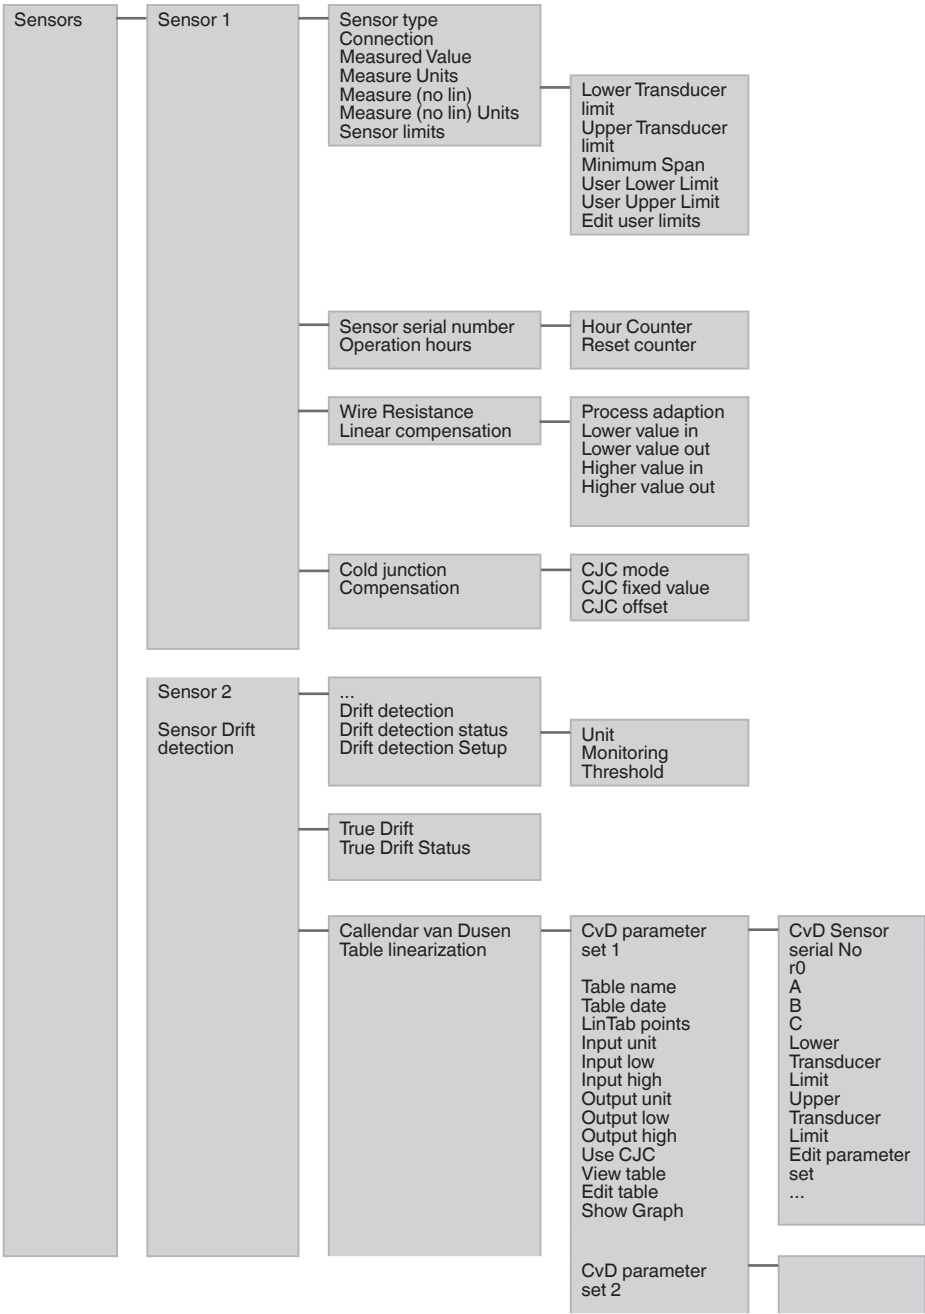 Sensors
Sensor 1
Sensor type
Connection
Measured Value
Measure Units
Measure (no lin)
Measure (no lin) Units
Sensor limits
Lower Transducer
limit
Upper Transducer
limit
Minimum Span
User Lower Limit
User Upper Limit
Edit user limits
Sensor serial number
Operation hours
Hour Counter
Reset counter
Wire Resistance
Linear compensation
Process adaption
Lower value in
Lower value out
Higher value in
Higher value out
Cold junction
Compensation
CJC mode
CJC fixed value
CJC offset
Sensor 2
Sensor Drift
detection
...
Drift detection
Drift detection status
Drift detection Setup
Unit
Monitoring
Threshold
True Drift
True Drift Status
Callendar van Dusen
Table linearization
CvD parameter
set 1
Table name
Table date
LinTab points
Input unit
Input low
Input high
Output unit
Output low
Output high
Use CJC
View table
Edit table
Show Graph
CvD parameter
set 2
CvD Sensor
serial No
r0
A
B
C
Lower
Transducer
Limit
Upper
Transducer
Limit
Edit parameter
set
...